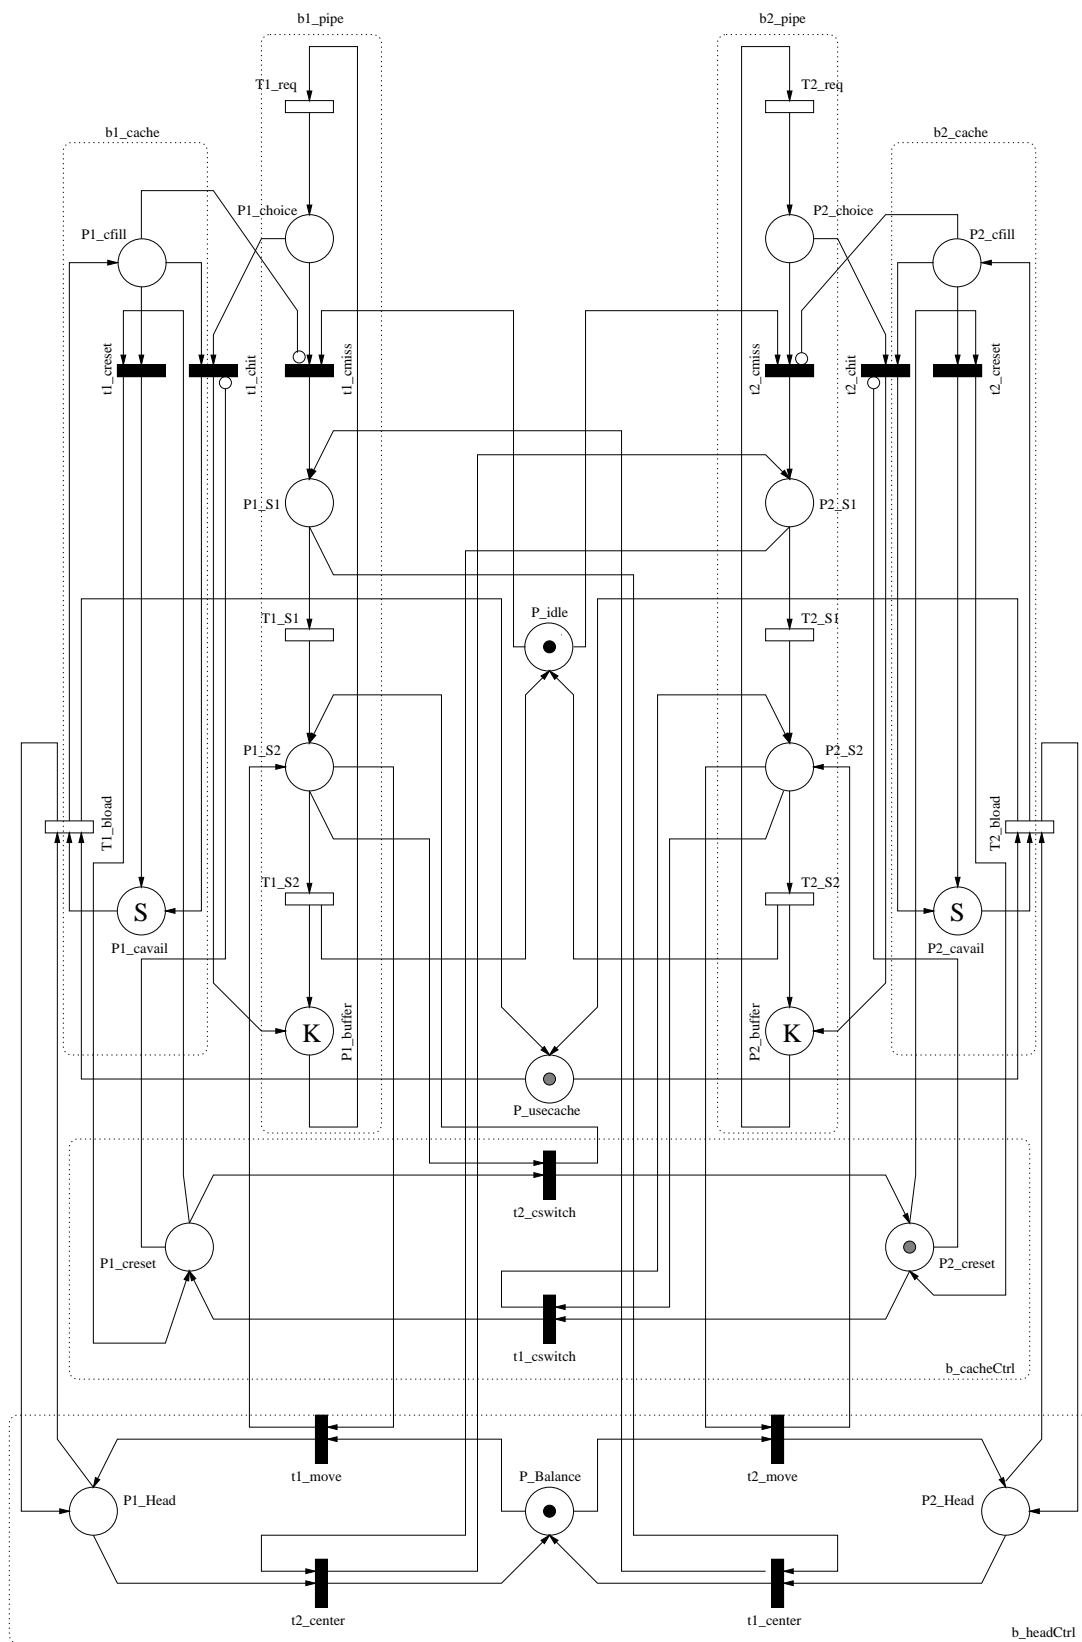 b1_pipe
b2_pipe
T1_req
T2_req
b1_cache
b2_cache
P1_choice
P2_choice
P1_cfill
P2_cfill
t1_creset
t1_chit
t1_cmiss
t2_cmiss
t2_chit
t2_creset
P1_S1
P2_S1
P_idle
T1_S1
T2_S1
P1_S2
P2_S2
T1_bload
T2_bload
T1_S2
T2_S2
S
S
P1_cavail
P2_cavail
K
P1_buffer
P2_buffer
K
P_usecache
t2_cswitch
P1_creset
P2_creset
t1_cswitch
b_cacheCtrl
t1_move
P_Balance
t2_move
P1_Head
P2_Head
t2_center
t1_center
b_headCtrl